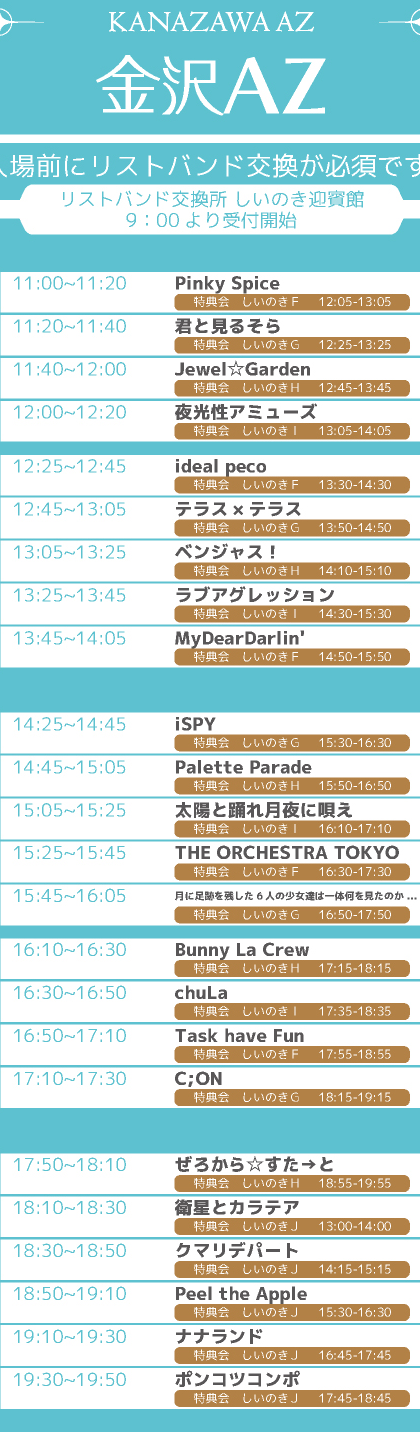 KANAZAWA AZ
金沢AZ
入場前にリストバンド交換が必須です
リストバンド交換所 しいのき迎賓館
9：00 より受付開始
11:00~11:20 Pinky Spice
特典会 しいのきF 12:05-13:05
11:20~11:40 君と見るそら
特典会 しいのきG 12:25-13:25
11:40~12:00 Jewel☆Garden
特典会 しいのきH 12:45-13:45
12:00~12:20 夜光性アミューズ
特典会 しいのきI 13:05-14:05
12:25~12:45 ideal peco
特典会 しいのきF 13:30-14:30
12:45~13:05 テラス×テラス
特典会 しいのきG 13:50-14:50
13:05~13:25 ベンジャス！
特典会 しいのきH 14:10-15:10
13:25~13:45 ラブアグレッション
特典会 しいのきI 14:30-15:30
13:45~14:05 MyDearDarlin'
特典会 しいのきF 14:50-15:50
14:25~14:45 iSPY
特典会 しいのきG 15:30-16:30
14:45~15:05 Palette Parade
特典会 しいのきH 15:50-16:50
15:05~15:25 太陽と踊れ月夜に唄え
特典会 しいのきI 16:10-17:10
15:25~15:45 THE ORCHESTRA TOKYO
特典会 しいのきF 16:30-17:30
15:45~16:05 月に足跡を残した6人の少女達は一体何を見たのか…
特典会 しいのきG 16:50-17:50
16:10~16:30 Bunny La Crew
特典会 しいのきH 17:15-18:15
16:30~16:50 chuLa
特典会 しいのきI 17:35-18:35
16:50~17:10 Task have Fun
特典会 しいのきF 17:55-18:55
17:10~17:30 C;ON
特典会 しいのきG 18:15-19:15
17:50~18:10 ぜろから☆すた→と
特典会 しいのきH 18:55-19:55
18:10~18:30 衛星とカラテア
特典会 しいのきJ 13:00-14:00
18:30~18:50 クマリデパート
特典会 しいのきJ 14:15-15:15
18:50~19:10 Peel the Apple
特典会 しいのきJ 15:30-16:30
19:10~19:30 ナナランド
特典会 しいのきJ 16:45-17:45
19:30~19:50 ポンコツコンポ
特典会 しいのきJ 17:45-18:45